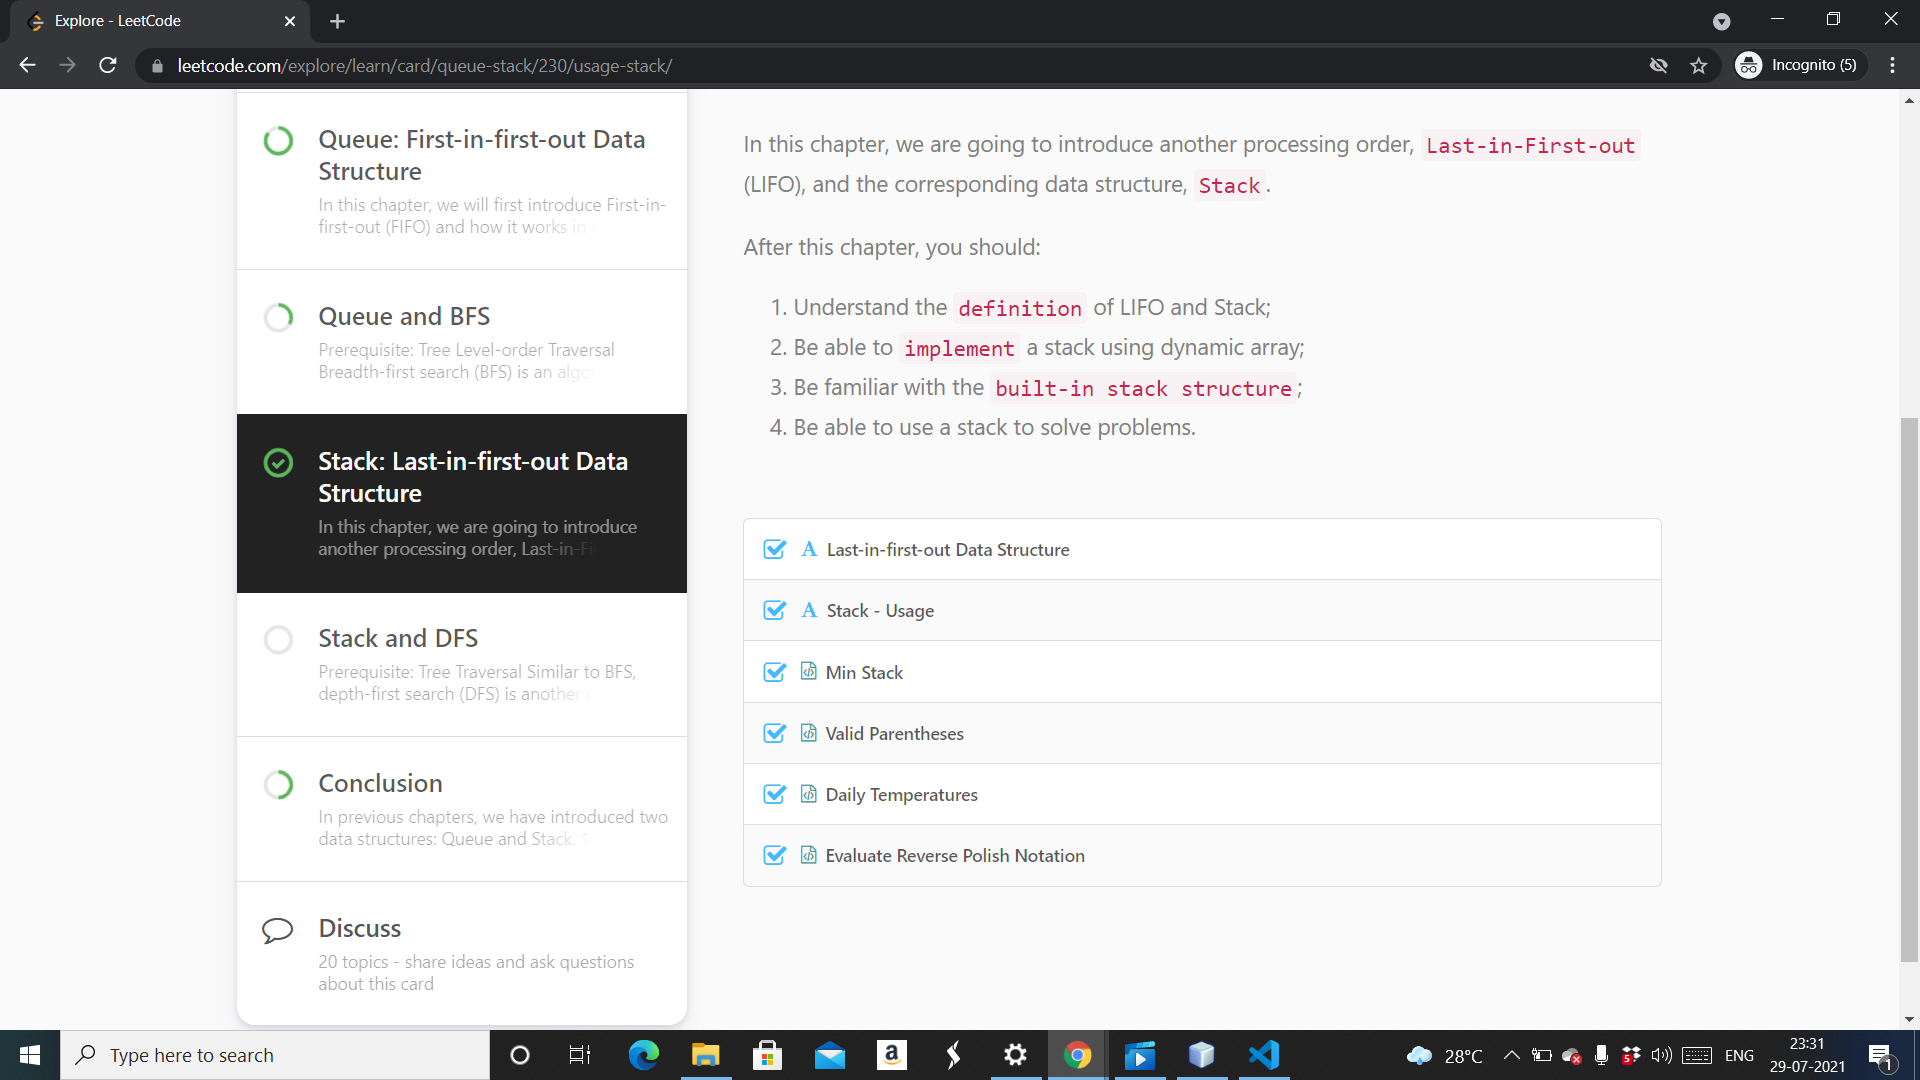 Explore - LeetCode
leetcode.com/explore/learn/card/queue-stack/230/usage-stack/
Incognito (5)
Queue: First-in-first-out Data
Structure
In this chapter, we will first introduce First-in-
first-out (FIFO) and how it works in
Queue and BFS
Prerequisite: Tree Level-order Traversal
Breadth-first search (BFS) is an algo
Stack: Last-in-first-out Data
Structure
In this chapter, we are going to introduce
another processing order, Last-in-Fi
Stack and DFS
Prerequisite: Tree Traversal Similar to BFS,
depth-first search (DFS) is another
Conclusion
In previous chapters, we have introduced two
data structures: Queue and Stack. 1
Discuss
20 topics - share ideas and ask questions
about this card
In this chapter, we are going to introduce another processing order, Last-in-First-out
(LIFO), and the corresponding data structure, Stack.
After this chapter, you should:
1. Understand the definition of LIFO and Stack;
2. Be able to implement a stack using dynamic array;
3. Be familiar with the built-in stack structure;
4. Be able to use a stack to solve problems.
A Last-in-first-out Data Structure
A Stack - Usage
Min Stack
Valid Parentheses
Daily Temperatures
Evaluate Reverse Polish Notation
Type here to search
a
28°C
5
ENG
23:31
29-07-2021
1